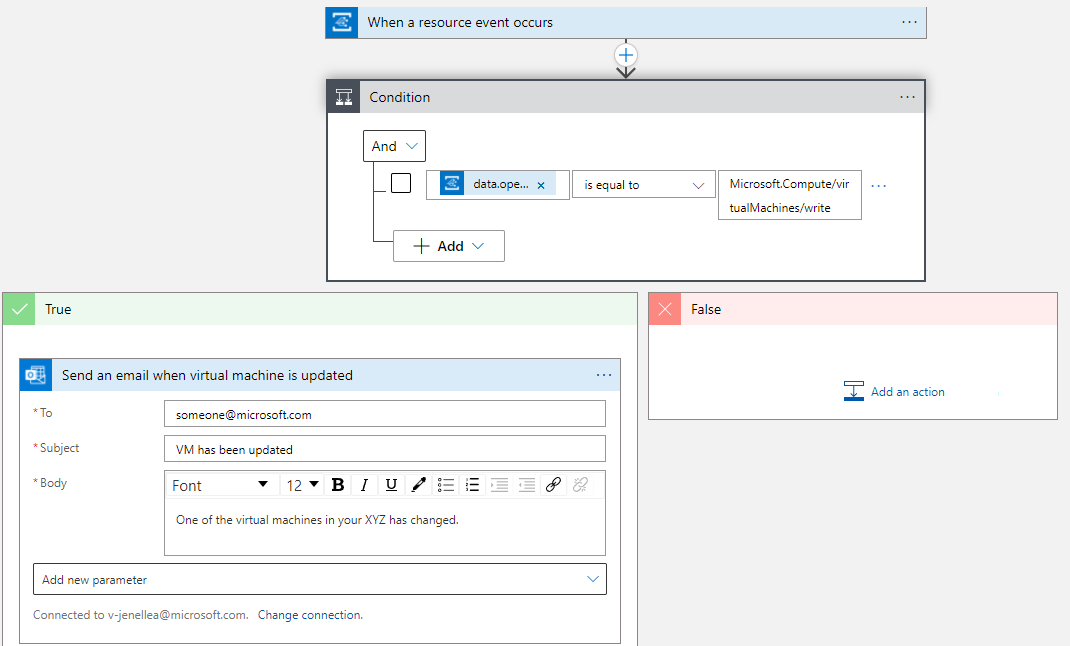 When a resource event occurs
Condition
And
data.ope...
is equal to
Microsoft.Compute/vir
tualMachines/write
Add
True
False
Send an email when virtual machine is updated
Add an action
*To
someone@microsoft.com
*Subject
VM has been updated
*Body
Font
12
B
I
U
One of the virtual machines in your XYZ has changed.
Add new parameter
Connected to v-jenellea@microsoft.com. Change connection.